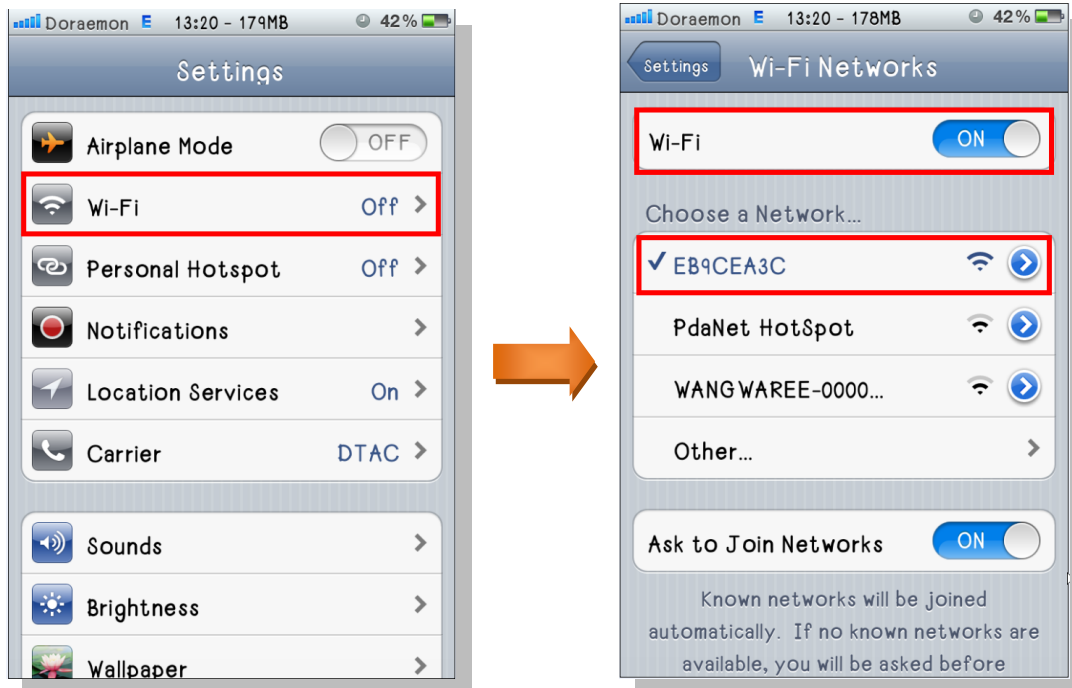 Doraemon E 13:20 - 179MB 42%
Settings
Airplane Mode OFF
Wi-Fi Off
Personal Hotspot Off
Notifications
Location Services On
Carrier DTAC
Sounds
Brightness
Wallpaper
Doraemon E 13:20 - 178MB 42%
Settings Wi-Fi Networks
Wi-Fi ON
Choose a Network...
EB9CEA3C
PdaNet HotSpot
WANGWAREE-0000...
Other...
Ask to Join Networks ON
Known networks will be joined
automatically. If no known networks are
available, you will be asked before